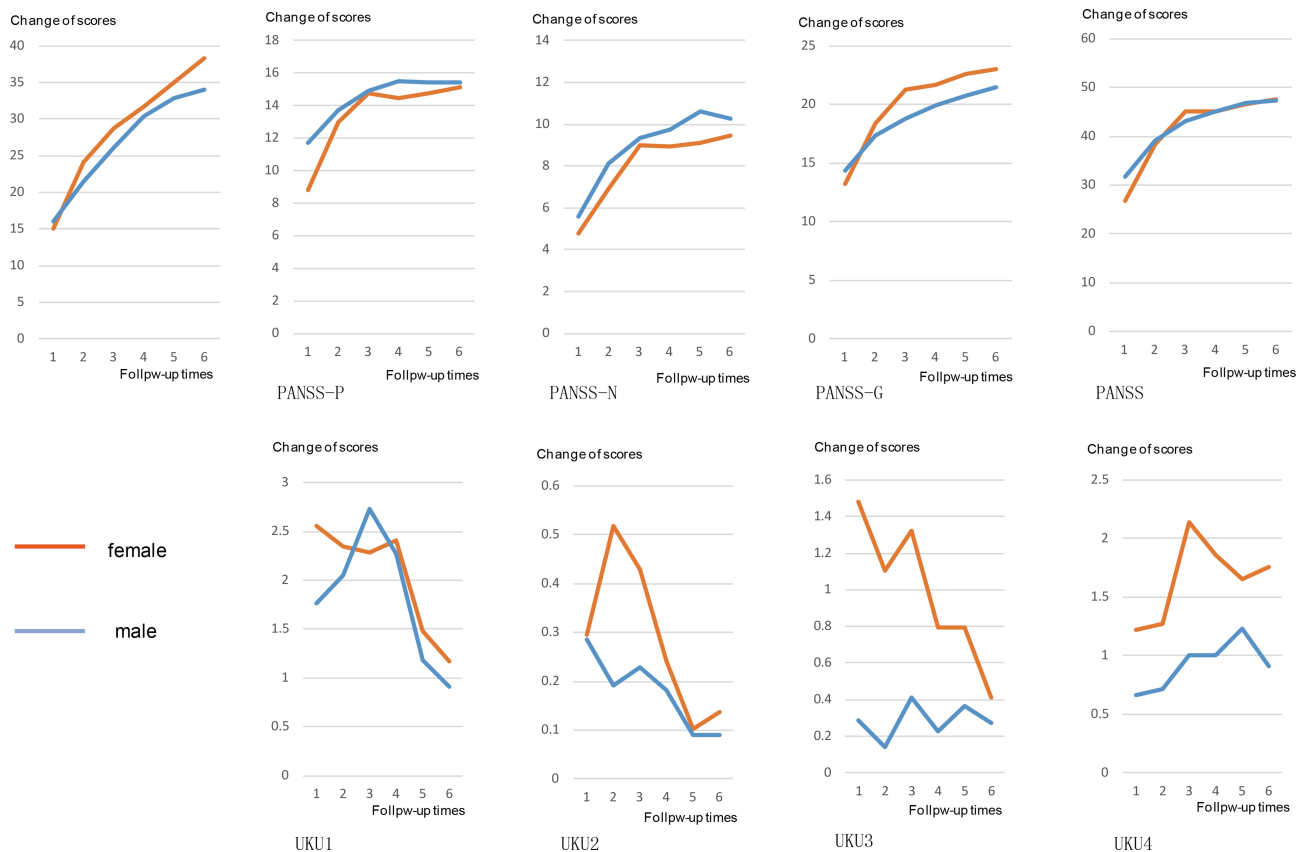 Change of scores
40
35
30
25
20
15
10
5
0
1 2 3 4 5 6
Follpw-up times
Change of scores
18
16
14
12
10
8
6
4
2
0
1 2 3 4 5 6
Follpw-up times
PANSS-P
Change of scores
14
12
10
8
6
4
2
0
1 2 3 4 5 6
Follpw-up times
PANSS-N
Change of scores
25
20
15
10
5
0
1 2 3 4 5 6
Follpw-up times
PANSS-G
Change of scores
60
50
40
30
20
10
0
1 2 3 4 5 6
Follpw-up times
PANSS
female
male
Change of scores
3
2.5
2
1.5
1
0.5
0
1 2 3 4 5 6
Follpw-up times
UKU1
Change of scores
0.6
0.5
0.4
0.3
0.2
0.1
0
1 2 3 4 5 6
Follpw-up times
UKU2
Change of scores
1.6
1.4
1.2
1
0.8
0.6
0.4
0.2
0
1 2 3 4 5 6
Follpw-up times
UKU3
Change of scores
2.5
2
1.5
1
0.5
0
1 2 3 4 5 6
Follpw-up times
UKU4